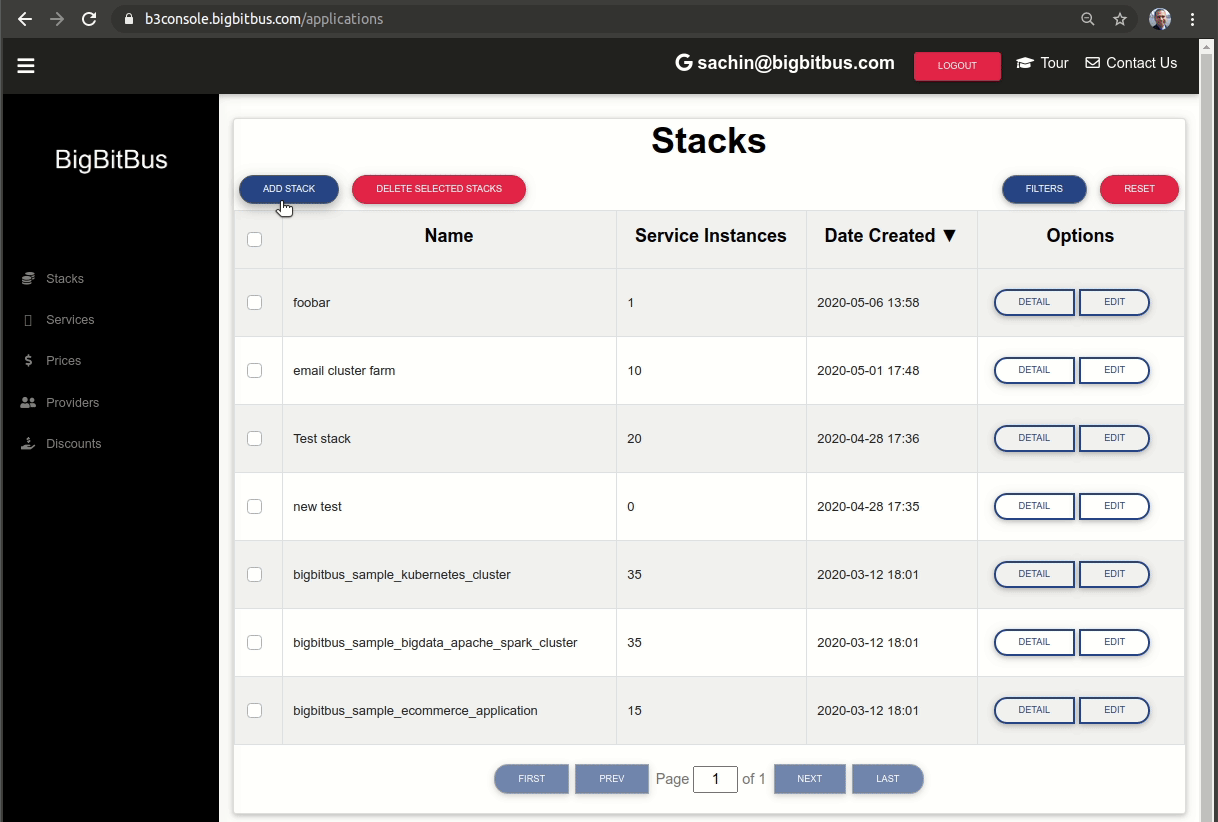 b3console.bigbitbus.com/applications
sachin@bigbitbus.com LOGOUT Tour Contact Us
BigBitBus
Stacks
Services
Prices
Providers
Discounts
Stacks
ADD STACK DELETE SELECTED STACKS FILTERS RESET
Name Service Instances Date Created ▼ Options
foobar 1 2020-05-06 13:58 DETAIL EDIT
email cluster farm 10 2020-05-01 17:48 DETAIL EDIT
Test stack 20 2020-04-28 17:36 DETAIL EDIT
new test 0 2020-04-28 17:35 DETAIL EDIT
bigbitbus_sample_kubernetes_cluster 35 2020-03-12 18:01 DETAIL EDIT
bigbitbus_sample_bigdata_apache_spark_cluster 35 2020-03-12 18:01 DETAIL EDIT
bigbitbus_sample_ecommerce_application 15 2020-03-12 18:01 DETAIL EDIT
FIRST PREV Page 1 of 1 NEXT LAST